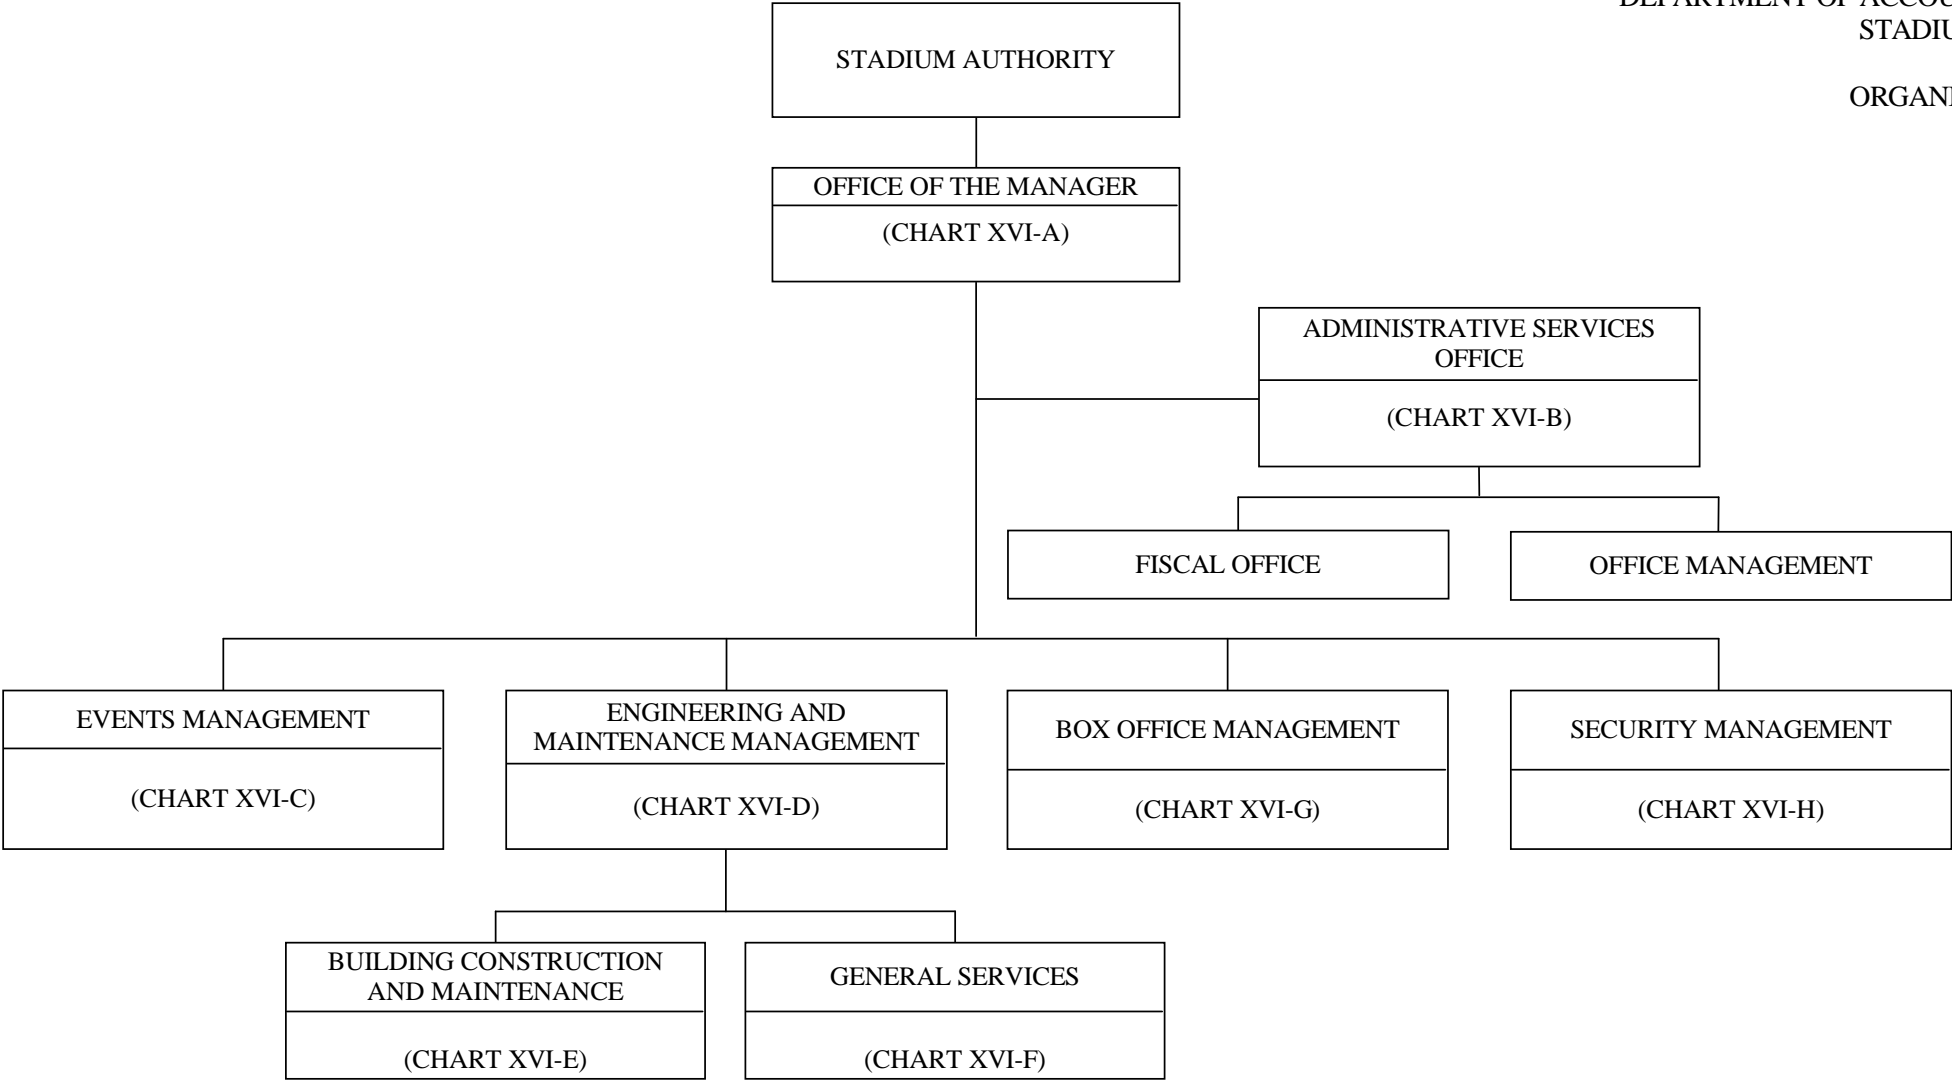 STADIUM AUTHORITY
STADIU
ORGANI
OFFICE OF THE MANAGER
(CHART XVI-A)
ADMINISTRATIVE SERVICES
OFFICE
(CHART XVI-B)
FISCAL OFFICE
OFFICE MANAGEMENT
EVENTS MANAGEMENT
(CHART XVI-C)
ENGINEERING AND
MAINTENANCE MANAGEMENT
(CHART XVI-D)
BOX OFFICE MANAGEMENT
(CHART XVI-G)
SECURITY MANAGEMENT
(CHART XVI-H)
BUILDING CONSTRUCTION
AND MAINTENANCE
(CHART XVI-E)
GENERAL SERVICES
(CHART XVI-F)